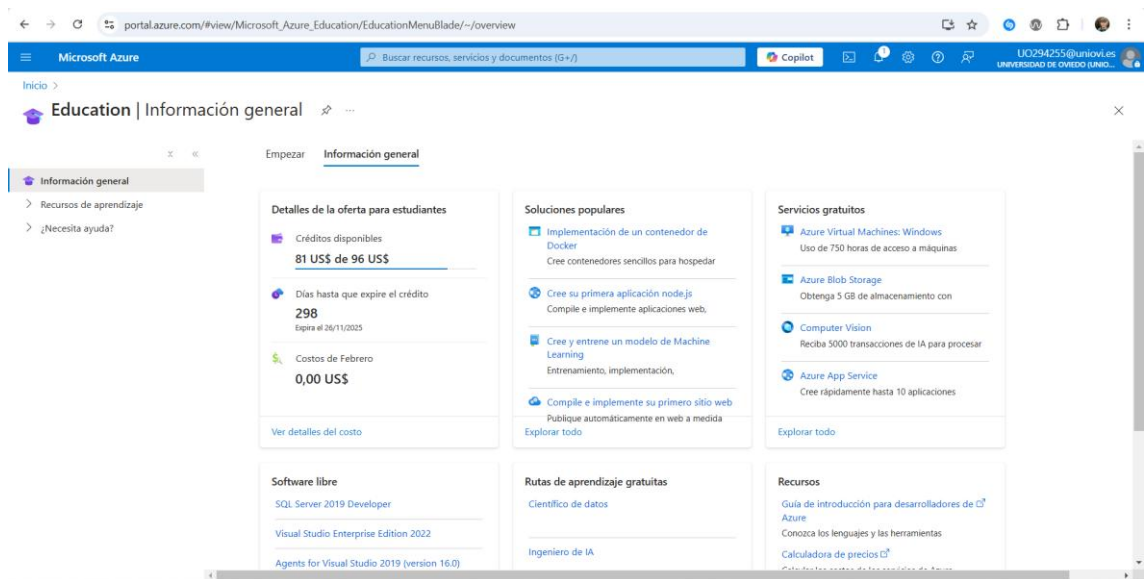 portal.azure.com/#view/Microsoft_Azure_Education/EducationMenuBlade/~/overview
Microsoft Azure
Buscar recursos, servicios y documentos (G+/)
Copilot
1
UO294255@uniovi.es
UNIVERSIDAD DE OVIEDO (UNIO...
Inicio >
Education | Información general
Información general
Recursos de aprendizaje
¿Necesita ayuda?
Empezar
Información general
Detalles de la oferta para estudiantes
Créditos disponibles
81 US$ de 96 US$
Días hasta que expire el crédito
298
Expira el 26/11/2025
Costos de Febrero
0,00 US$
Ver detalles del costo
Soluciones populares
Implementación de un contenedor de
Docker
Cree contenedores sencillos para hospedar
Cree su primera aplicación node.js
Compile e implemente aplicaciones web,
Cree y entrene un modelo de Machine
Learning
Entrenamiento, implementación,
Compile e implemente su primero sitio web
Publique automáticamente en web a medida
Explorar todo
Servicios gratuitos
Azure Virtual Machines: Windows
Uso de 750 horas de acceso a máquinas
Azure Blob Storage
Obtenga 5 GB de almacenamiento con
Computer Vision
Reciba 5000 transacciones de IA para procesar
Azure App Service
Cree rápidamente hasta 10 aplicaciones
Explorar todo
Software libre
SQL Server 2019 Developer
Visual Studio Enterprise Edition 2022
Agents for Visual Studio 2019 (version 16.0)
Rutas de aprendizaje gratuitas
Científico de datos
Ingeniero de IA
Recursos
Guía de introducción para desarrolladores de
Azure
Conozca los lenguajes y las herramientas
Calculadora de precios